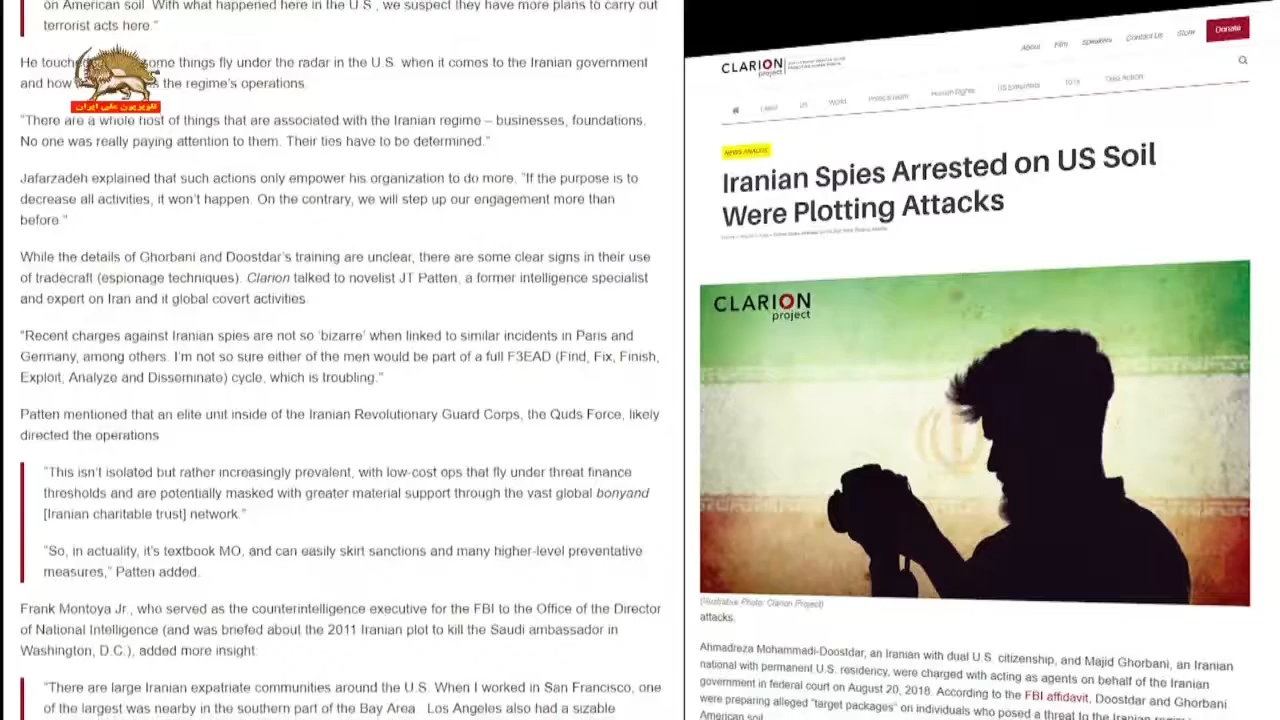 on American soil. With what happened here in the U.S., we suspect they have more plans to carry out
terrorist acts here."
He touch some things fly under the radar in the U.S. when it comes to the Iranian government
and how the regime's operations.
تلویزیون ملی ایران
"There are a whole host of things that are associated with the Iranian regime – businesses, foundations.
No one was really paying attention to them. Their ties have to be determined."
Jafarzadeh explained that such actions only empower his organization to do more. "If the purpose is to
decrease all activities, it won't happen. On the contrary, we will step up our engagement more than
before."
While the details of Ghorbani and Doostdar's training are unclear, there are some clear signs in their use
of tradecraft (espionage techniques). Clarion talked to novelist JT Patten, a former intelligence specialist
and expert on Iran and it global covert activities.
"Recent charges against Iranian spies are not so 'bizarre' when linked to similar incidents in Paris and
Germany, among others. I'm not so sure either of the men would be part of a full F3EAD (Find, Fix, Finish,
Exploit, Analyze and Disseminate) cycle, which is troubling."
Patten mentioned that an elite unit inside of the Iranian Revolutionary Guard Corps, the Quds Force, likely
directed the operations.
"This isn't isolated but rather increasingly prevalent, with low-cost ops that fly under threat finance
thresholds and are potentially masked with greater material support through the vast global bonyand
[Iranian charitable trust] network."
"So, in actuality, it's textbook MO, and can easily skirt sanctions and many higher-level preventative
measures," Patten added.
Frank Montoya Jr., who served as the counterintelligence executive for the FBI to the Office of the Director
of National Intelligence (and was briefed about the 2011 Iranian plot to kill the Saudi ambassador in
Washington, D.C.), added more insight:
"There are large Iranian expatriate communities around the U.S. When I worked in San Francisco, one
of the largest was nearby in the southern part of the Bay Area. Los Angeles also had a sizable
About Film Speakers Contact Us Store Donate
CLARION
project
Latest US World Political Islam Human Rights US Extremists 101s Take Action
NEWS ANALYSIS
Iranian Spies Arrested on US Soil
Were Plotting Attacks
CLARION
project
(Illustrative Photo: Clarion Project)
attacks.
Ahmadreza Mohammadi-Doostdar, an Iranian with dual U.S. citizenship, and Majid Ghorbani, an Iranian
national with permanent U.S. residency, were charged with acting as agents on behalf of the Iranian
government in federal court on August 20, 2018. According to the FBI affidavit, Doostdar and Ghorbani
were preparing alleged "target packages" on individuals who posed a threat to the Iranian
American soil.